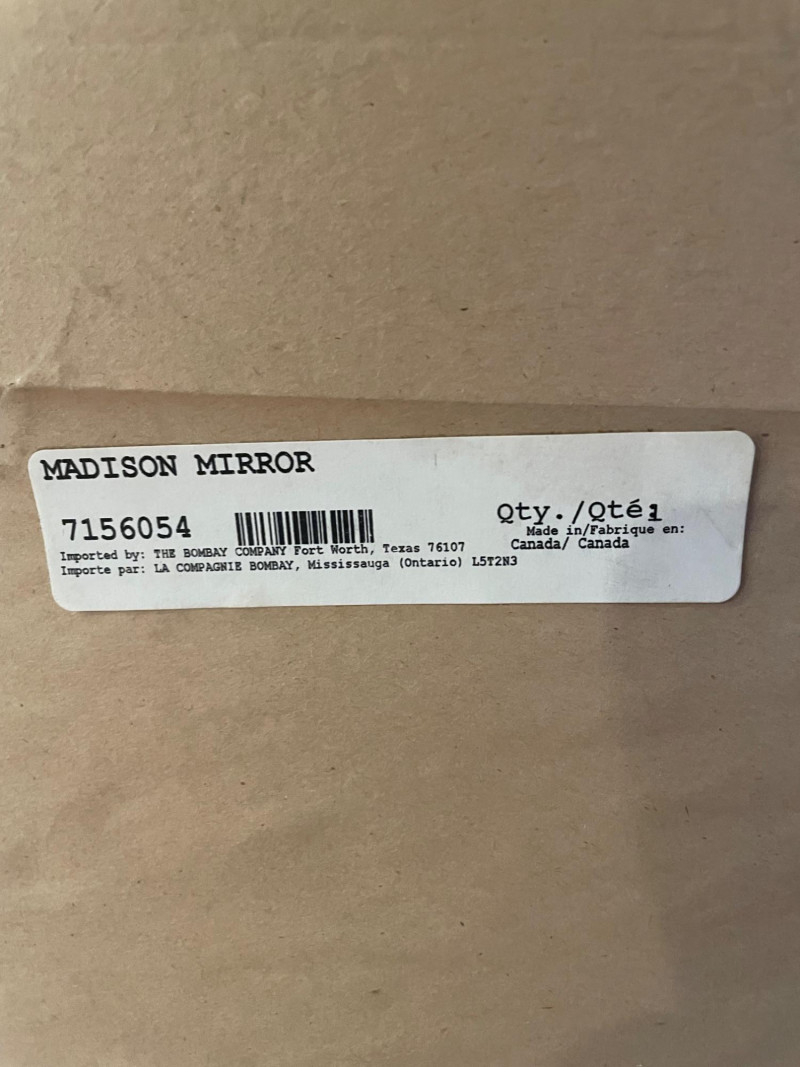 MADISON MIRROR
7156054
Qty./Qté1
Made in/Fabrique en:
Canada/ Canada
Imported by: THE BOMBAY COMPANY Fort Worth, Texas 76107
Importe par: LA COMPAGNIE BOMBAY, Mississauga (Ontario) L5T2N3